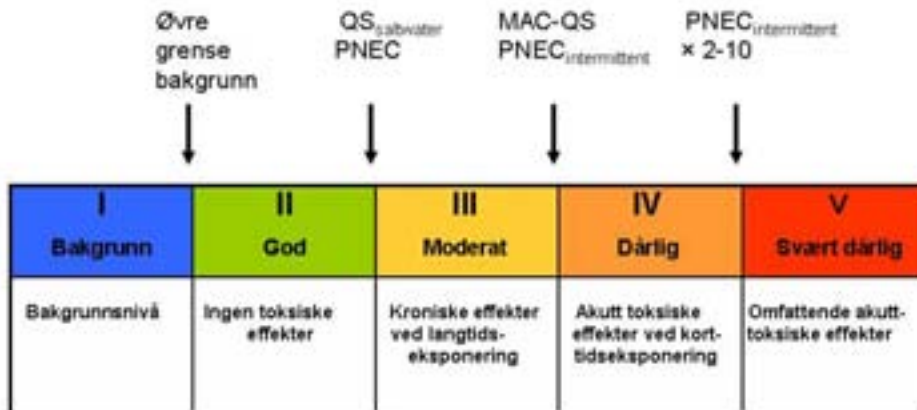 Øvre
grense
bakgrunn
QSsaltwater
PNEC
MAC-QS
PNECintermittent
PNECintermittent
× 2-10
I
Bakgrunn
II
God
III
Moderat
IV
Dårlig
V
Svært dårlig
Bakgrunnsnivå
Ingen toksiske
effekter
Kroniske effekter
ved langtids-
eksponering
Akutt toksiske
effekter ved kort-
tidseksponering
Omfattende akutt-
toksiske effekter